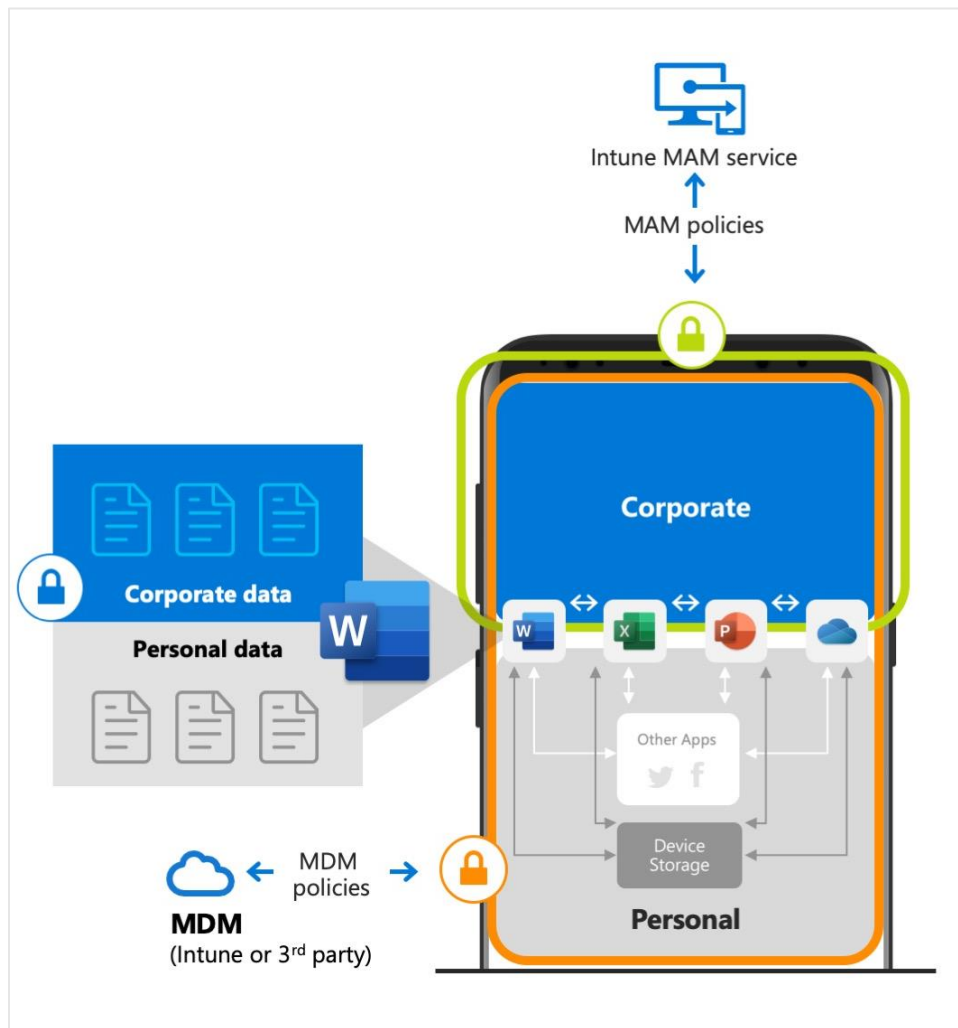 Intune MAM service
MAM policies
Corporate
Corporate data
Personal data
W
W
X
P
Other Apps
f
Device
Storage
Personal
MDM
policies
MDM
(Intune or 3rd party)